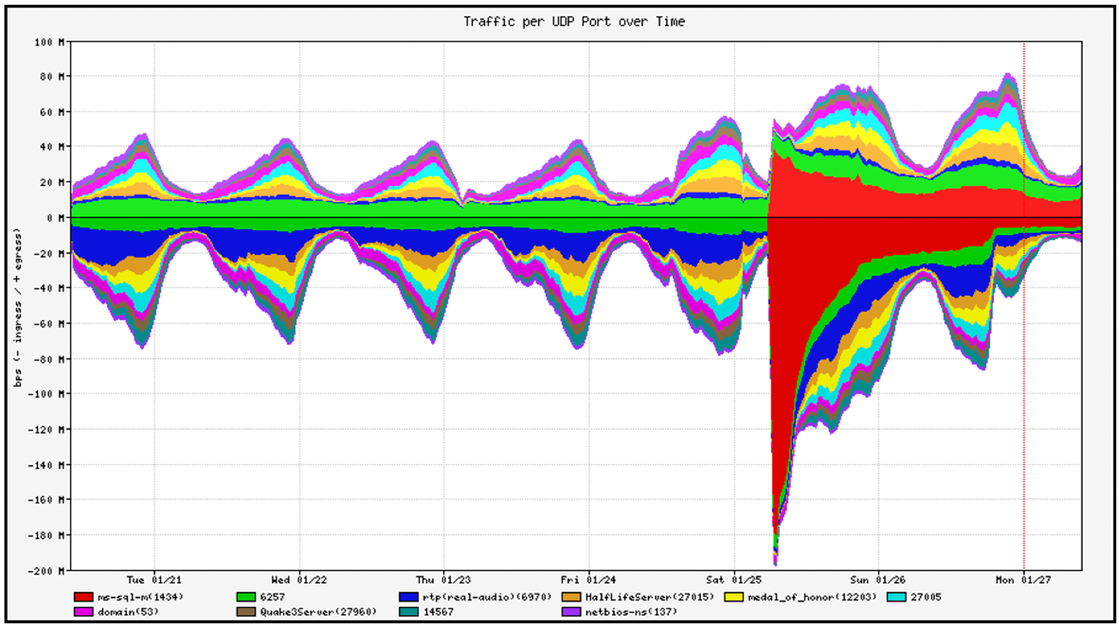 Traffic per UDP Port over Time
100 M
80 M
60 M
40 M
20 M
0 M
-20 M
-40 M
-60 M
-80 M
-100 M
-120 M
-140 M
-160 M
-180 M
-200 M
bps (- ingress / + egress)
Tue 01/21 Wed 01/22 Thu 01/23 Fri 01/24 Sat 01/25 Sun 01/26 Mon 01/27
ms-sql-m(1434) 6257 rtp(real-audio)(6970) HalfLifeServer(27015) medal_of_honor(12203) 27005
domain(53) Quake3Server(27960) 14567 netbios-ns(137)